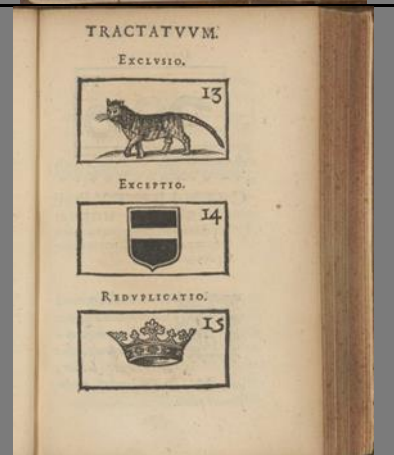 TRACTATVVM.
EXCLVSIO.
13
EXCEPTIO.
14
REDVPLICATIO.
15